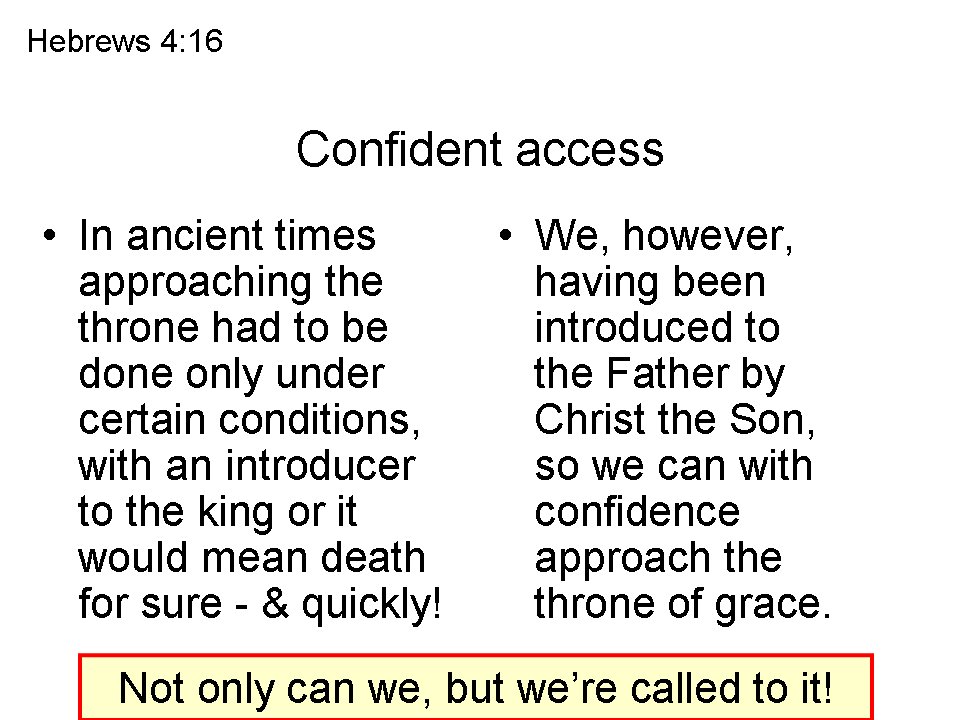 Hebrews 4:16
Confident access
• In ancient times
approaching the
throne had to be
done only under
certain conditions,
with an introducer
to the king or it
would mean death
for sure - & quickly!
• We, however,
having been
introduced to
the Father by
Christ the Son,
so we can with
confidence
approach the
throne of grace.
Not only can we, but we’re called to it!